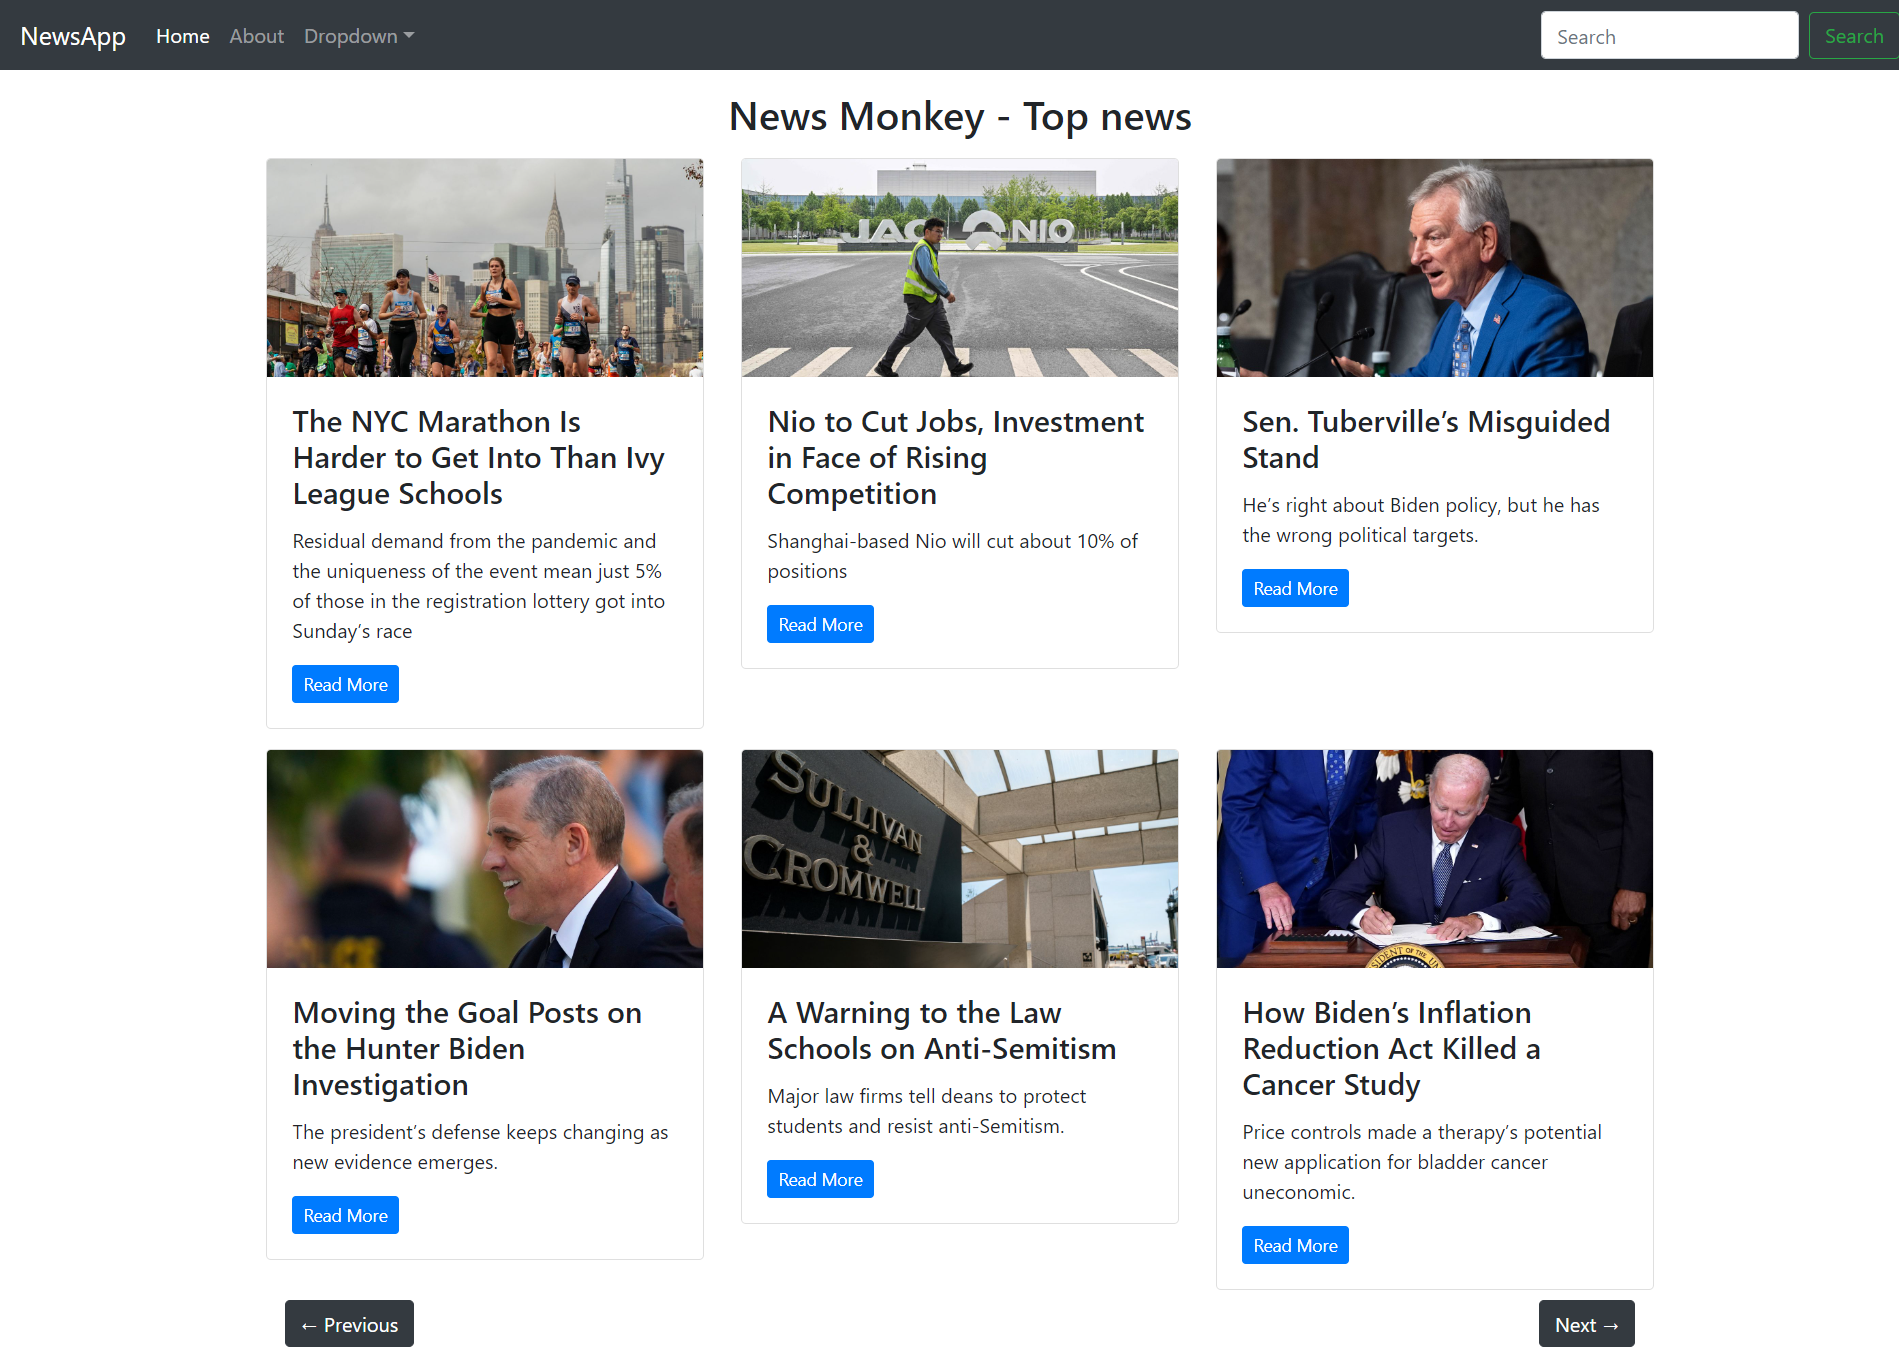 NewsApp Home About Dropdown Search Search
News Monkey - Top news
JAC NIO
The NYC Marathon Is
Harder to Get Into Than Ivy
League Schools
Residual demand from the pandemic and
the uniqueness of the event mean just 5%
of those in the registration lottery got into
Sunday’s race
Read More
Nio to Cut Jobs, Investment
in Face of Rising
Competition
Shanghai-based Nio will cut about 10% of
positions
Read More
Sen. Tuberville’s Misguided
Stand
He’s right about Biden policy, but he has
the wrong political targets.
Read More
POLICE
Moving the Goal Posts on
the Hunter Biden
Investigation
The president’s defense keeps changing as
new evidence emerges.
Read More
SULLIVAN
&
CROMWELL
A Warning to the Law
Schools on Anti-Semitism
Major law firms tell deans to protect
students and resist anti-Semitism.
Read More
How Biden’s Inflation
Reduction Act Killed a
Cancer Study
Price controls made a therapy’s potential
new application for bladder cancer
uneconomic.
Read More
← Previous
Next →